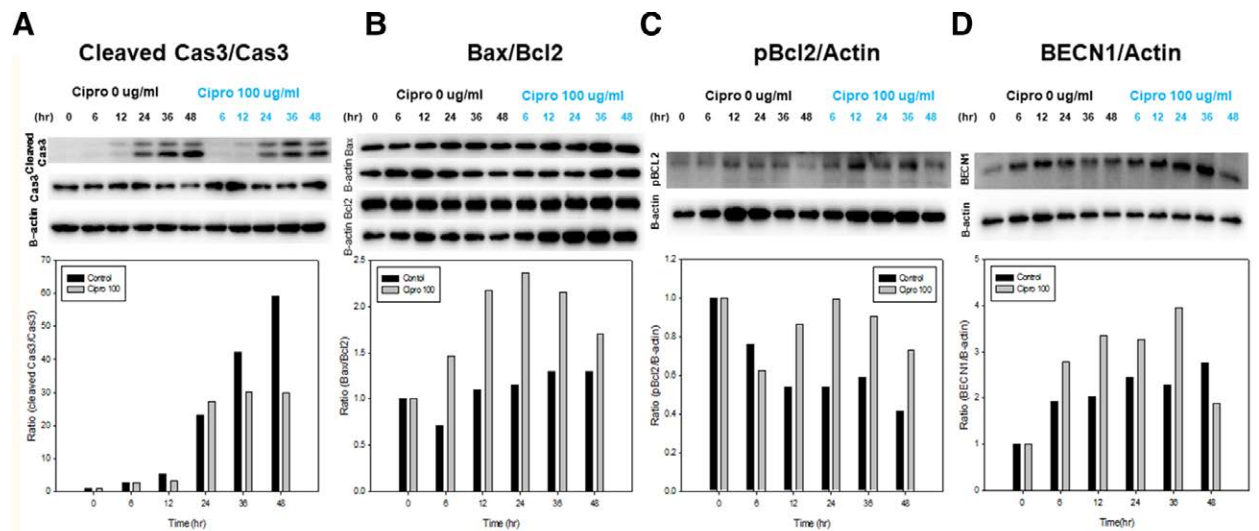 A
Cleaved Cas3/Cas3
Cipro 0 ug/ml Cipro 100 ug/ml
(hr) 0 6 12 24 36 48 6 12 24 36 48
Cleaved
Cas3
Cas3
B-actin
70
60
50
40
30
20
10
0
Ratio (cleaved Cas3/Cas3)
Control
Cipro 100
0 6 12 24 36 48
Time(hr)
B
Bax/Bcl2
Cipro 0 ug/ml Cipro 100 ug/ml
(hr) 0 6 12 24 36 48 6 12 24 36 48
Bax
B-actin
Bcl2
B-actin
2.5
2.0
1.5
1.0
0.5
0.0
Ratio (Bax/Bcl2)
Contol
Cipro 100
0 6 12 24 36 48
Time (hr)
C
pBcl2/Actin
Cipro 0 ug/ml Cipro 100 ug/ml
(hr) 0 6 12 24 36 48 6 12 24 36 48
pBCL2
B-actin
1.2
1.0
0.8
0.6
0.4
0.2
0.0
Ratio (pBcl2/B-actin)
Control
Cipro 100
0 6 12 24 36 48
Time (hr)
D
BECN1/Actin
Cipro 0 ug/ml Cipro 100 ug/ml
(hr) 0 6 12 24 36 48 6 12 24 36 48
BECN1
B-actin
5
4
3
2
1
0
Ratio (BECN1/B-actin)
Control
Cipro 100
0 6 12 24 36 48
Time(hr)